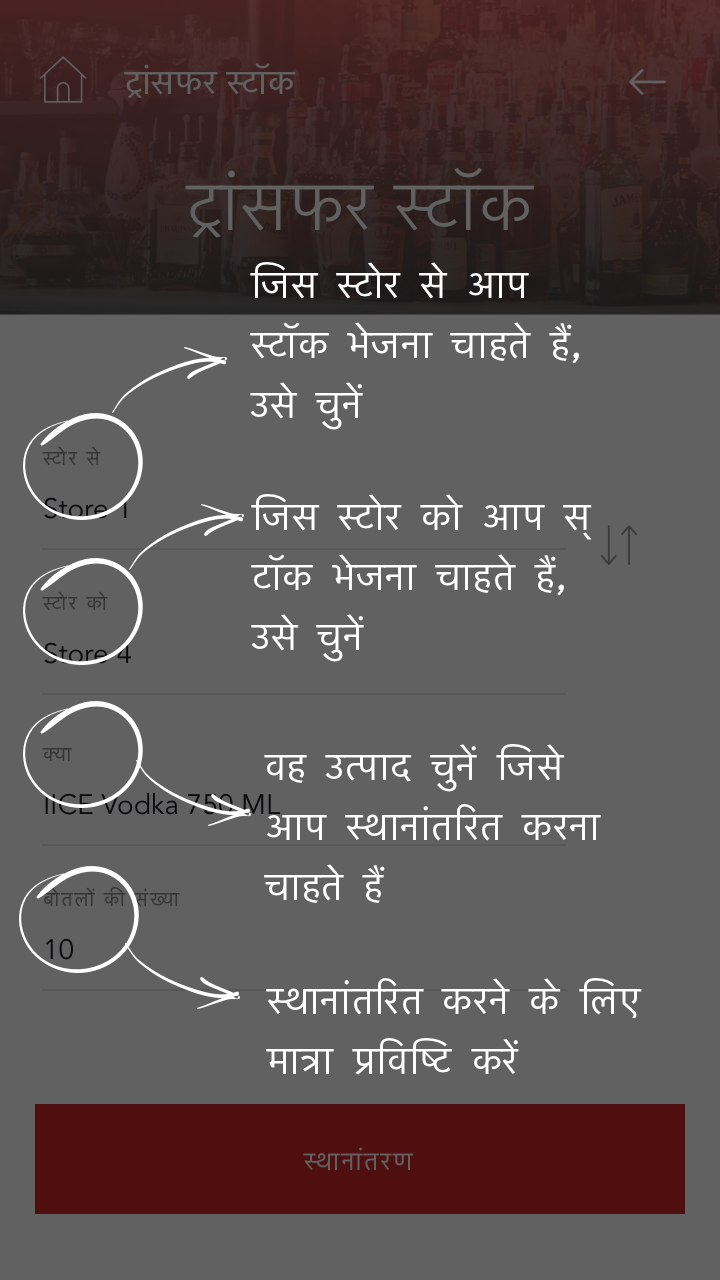 ट्रांसफर स्टॉक
ट्रांसफर स्टॉक
जिस स्टोर से आप
स्टॉक भेजना चाहते हैं,
उसे चुनें
स्टोर से
Store 1
जिस स्टोर को आप स्
टॉक भेजना चाहते हैं,
उसे चुनें
स्टोर को
Store 4
क्या
IICE Vodka 750 ML
वह उत्पाद चुनें जिसे
आप स्थानांतरित करना
चाहते हैं
बोतलों की संख्या
10
स्थानांतरित करने के लिए
मात्रा प्रविष्टि करें
स्थानांतरण